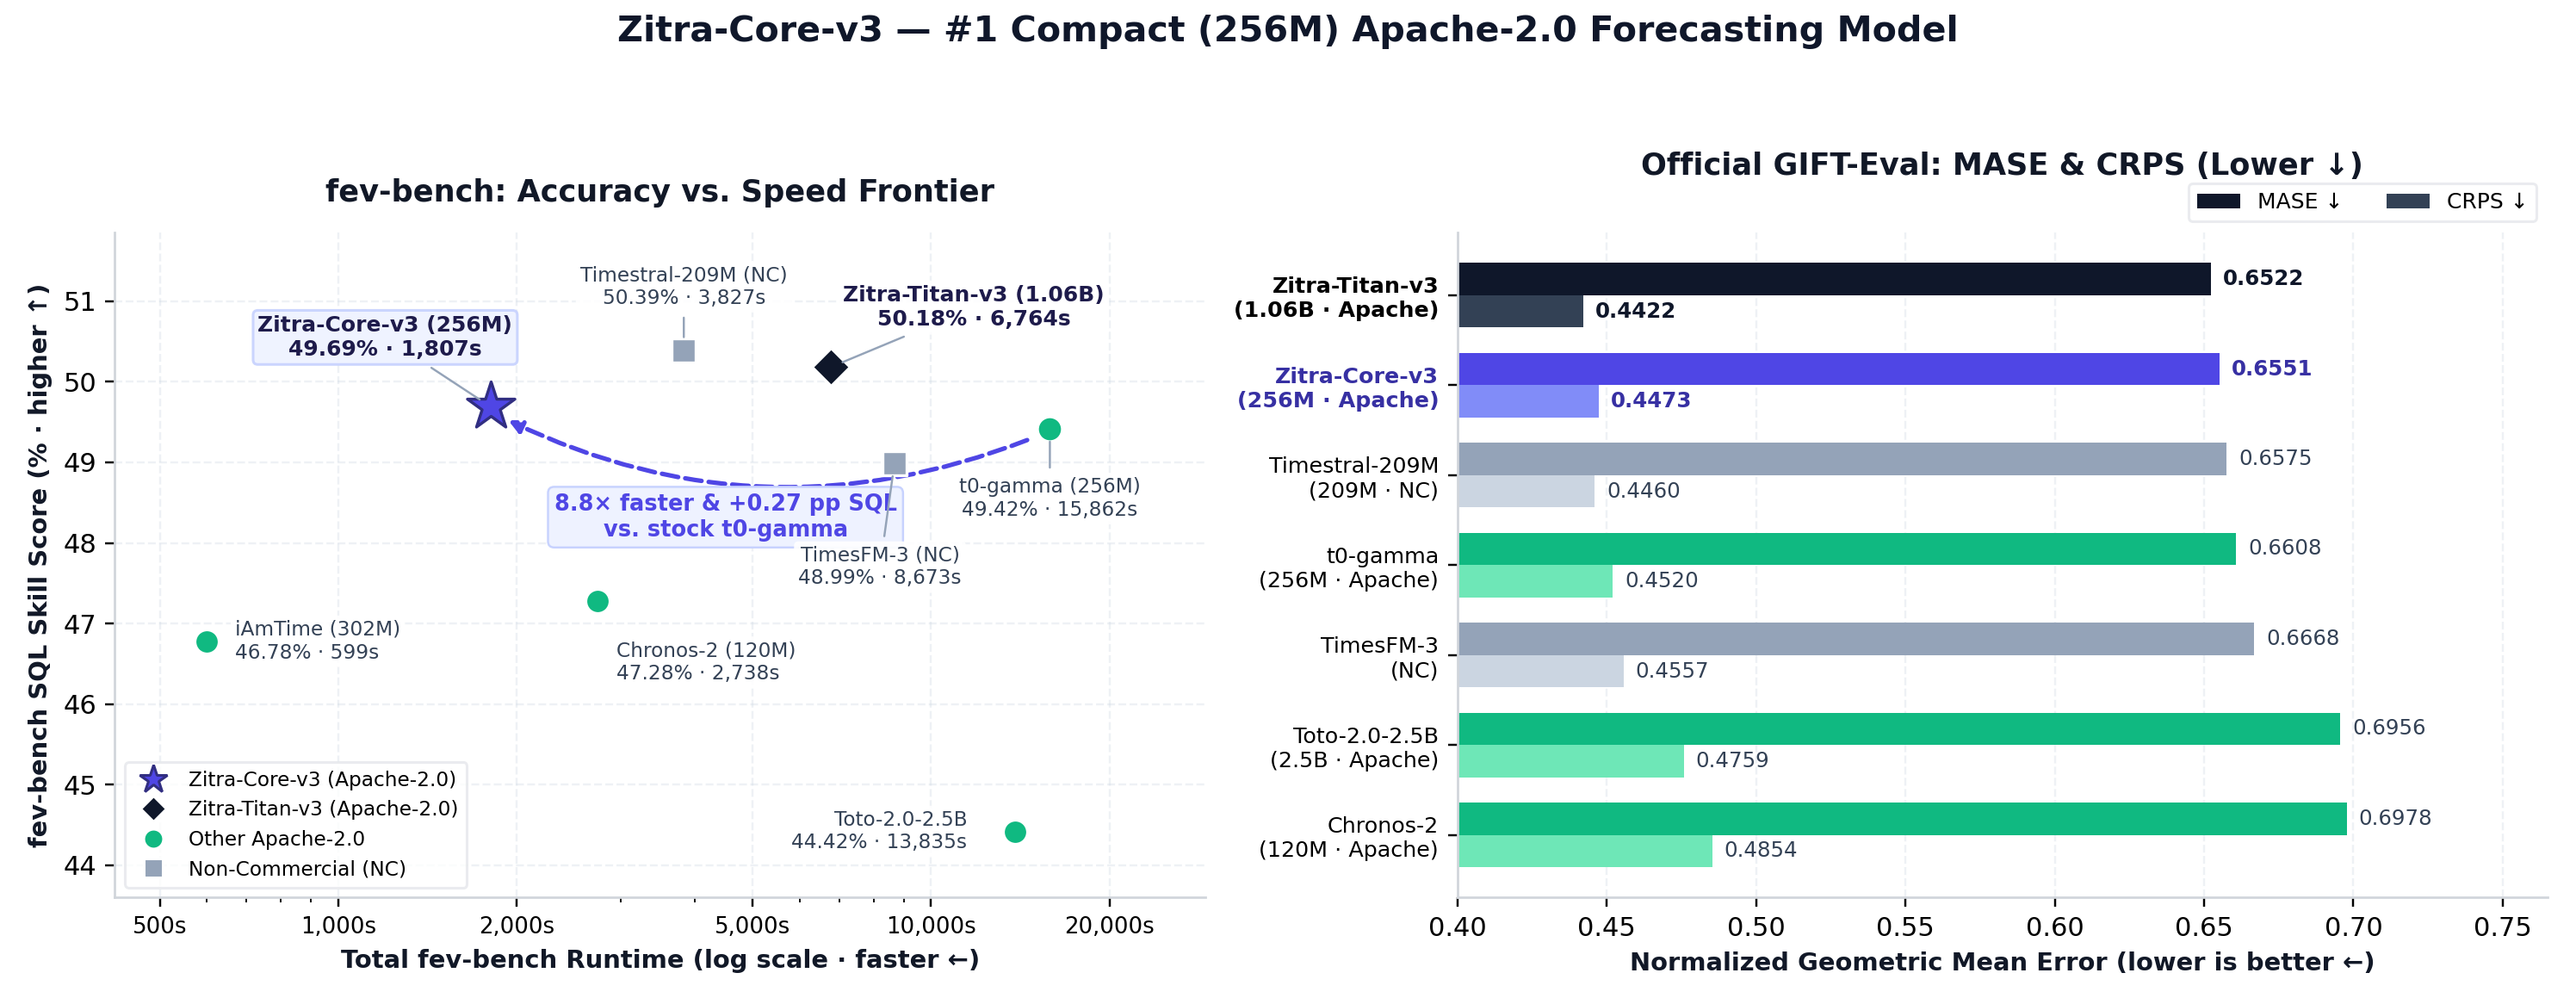 Zitra-Core-v3 — #1 Compact (256M) Apache-2.0 Forecasting Model
fev-bench: Accuracy vs. Speed Frontier
fev-bench SQL Skill Score (% · higher ↑)
51
50
49
48
47
46
45
44
Timestral-209M (NC)
50.39% · 3,827s
Zitra-Titan-v3 (1.06B)
50.18% · 6,764s
Zitra-Core-v3 (256M)
49.69% · 1,807s
t0-gamma (256M)
49.42% · 15,862s
8.8× faster & +0.27 pp SQL
vs. stock t0-gamma
TimesFM-3 (NC)
48.99% · 8,673s
iAmTime (302M)
46.78% · 599s
Chronos-2 (120M)
47.28% · 2,738s
Toto-2.0-2.5B
44.42% · 13,835s
Zitra-Core-v3 (Apache-2.0)
Zitra-Titan-v3 (Apache-2.0)
Other Apache-2.0
Non-Commercial (NC)
500s
1,000s
2,000s
5,000s
10,000s
20,000s
Total fev-bench Runtime (log scale · faster ←)
Official GIFT-Eval: MASE & CRPS (Lower ↓)
MASE ↓
CRPS ↓
Zitra-Titan-v3
(1.06B · Apache)
0.6522
0.4422
Zitra-Core-v3
(256M · Apache)
0.6551
0.4473
Timestral-209M
(209M · NC)
0.6575
0.4460
t0-gamma
(256M · Apache)
0.6608
0.4520
TimesFM-3
(NC)
0.6668
0.4557
Toto-2.0-2.5B
(2.5B · Apache)
0.6956
0.4759
Chronos-2
(120M · Apache)
0.6978
0.4854
0.40
0.45
0.50
0.55
0.60
0.65
0.70
0.75
Normalized Geometric Mean Error (lower is better ←)